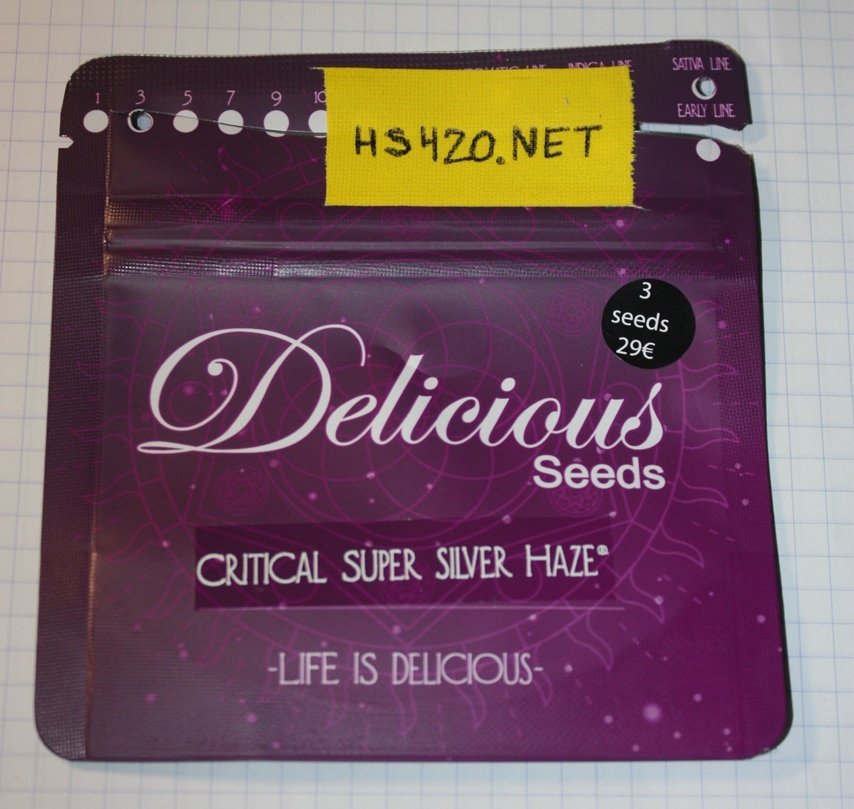 1 3 5 7 9 10
INDICA LINE
SATIVA LINE
EARLY LINE
HS420.NET
3
seeds
29€
Delicious
Seeds
CRITICAL SUPER SILVER HAZE®
-LIFE IS DELICIOUS-